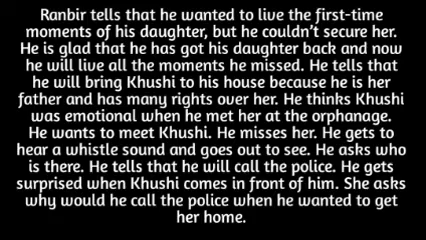 Ranbir tells that he wanted to live the first-time
moments of his daughter, but he couldn't secure her.
He is glad that he has got his daughter back and now
he will live all the moments he missed. He tells that
he will bring Khushi to his house because he is her
father and has many rights over her. He thinks Khushi
was emotional when he met her at the orphanage.
He wants to meet Khushi. He misses her. He gets to
hear a whistle sound and goes out to see. He asks who
is there. He tells that he will call the police. He gets
surprised when Khushi comes in front of him. She asks
why would he call the police when he wanted to get
her home.